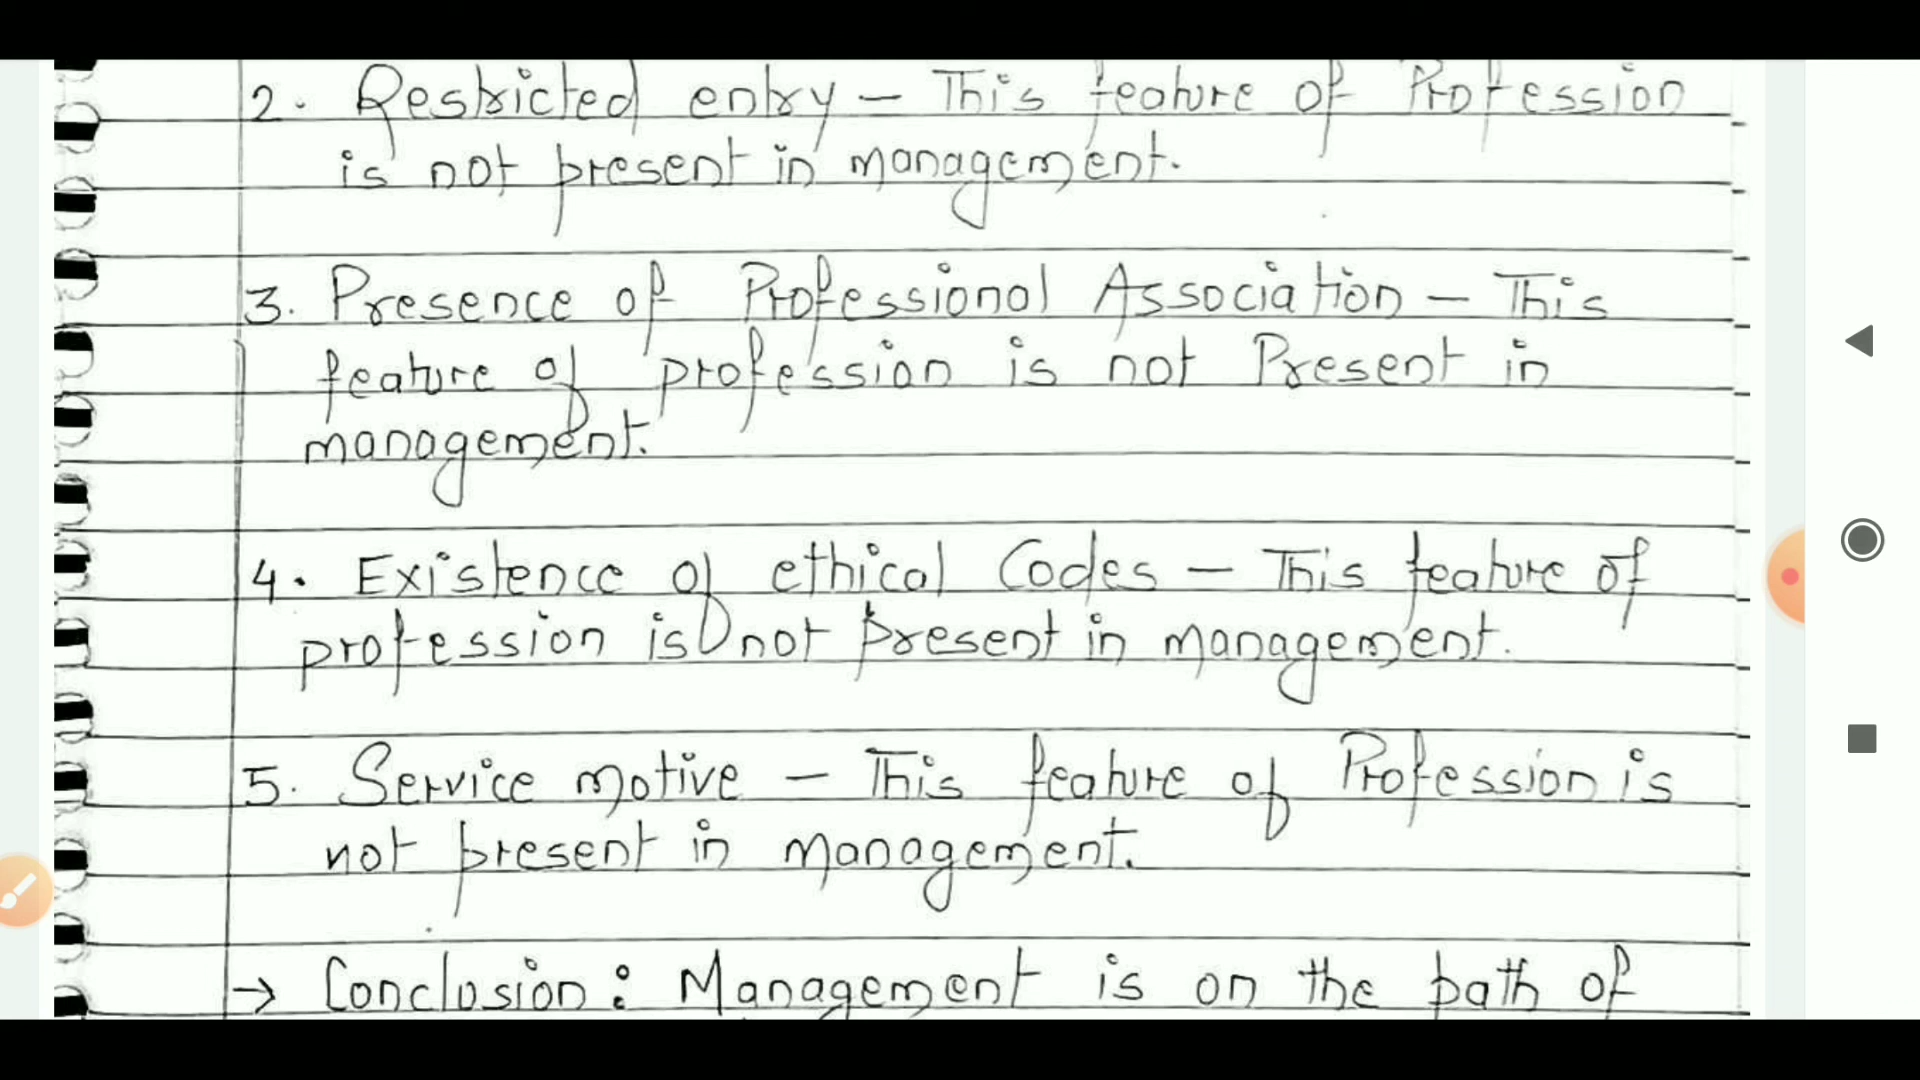 2. Restricted entry – This feature of Profession
is not present in management.
3. Presence of Professional Association – This
feature of profession is not Present in
management.
4. Existence of ethical Codes – This feature of
profession is not present in management.
5. Service motive – This feature of Profession is
not present in management.
→ Conclusion: Management is on the path of